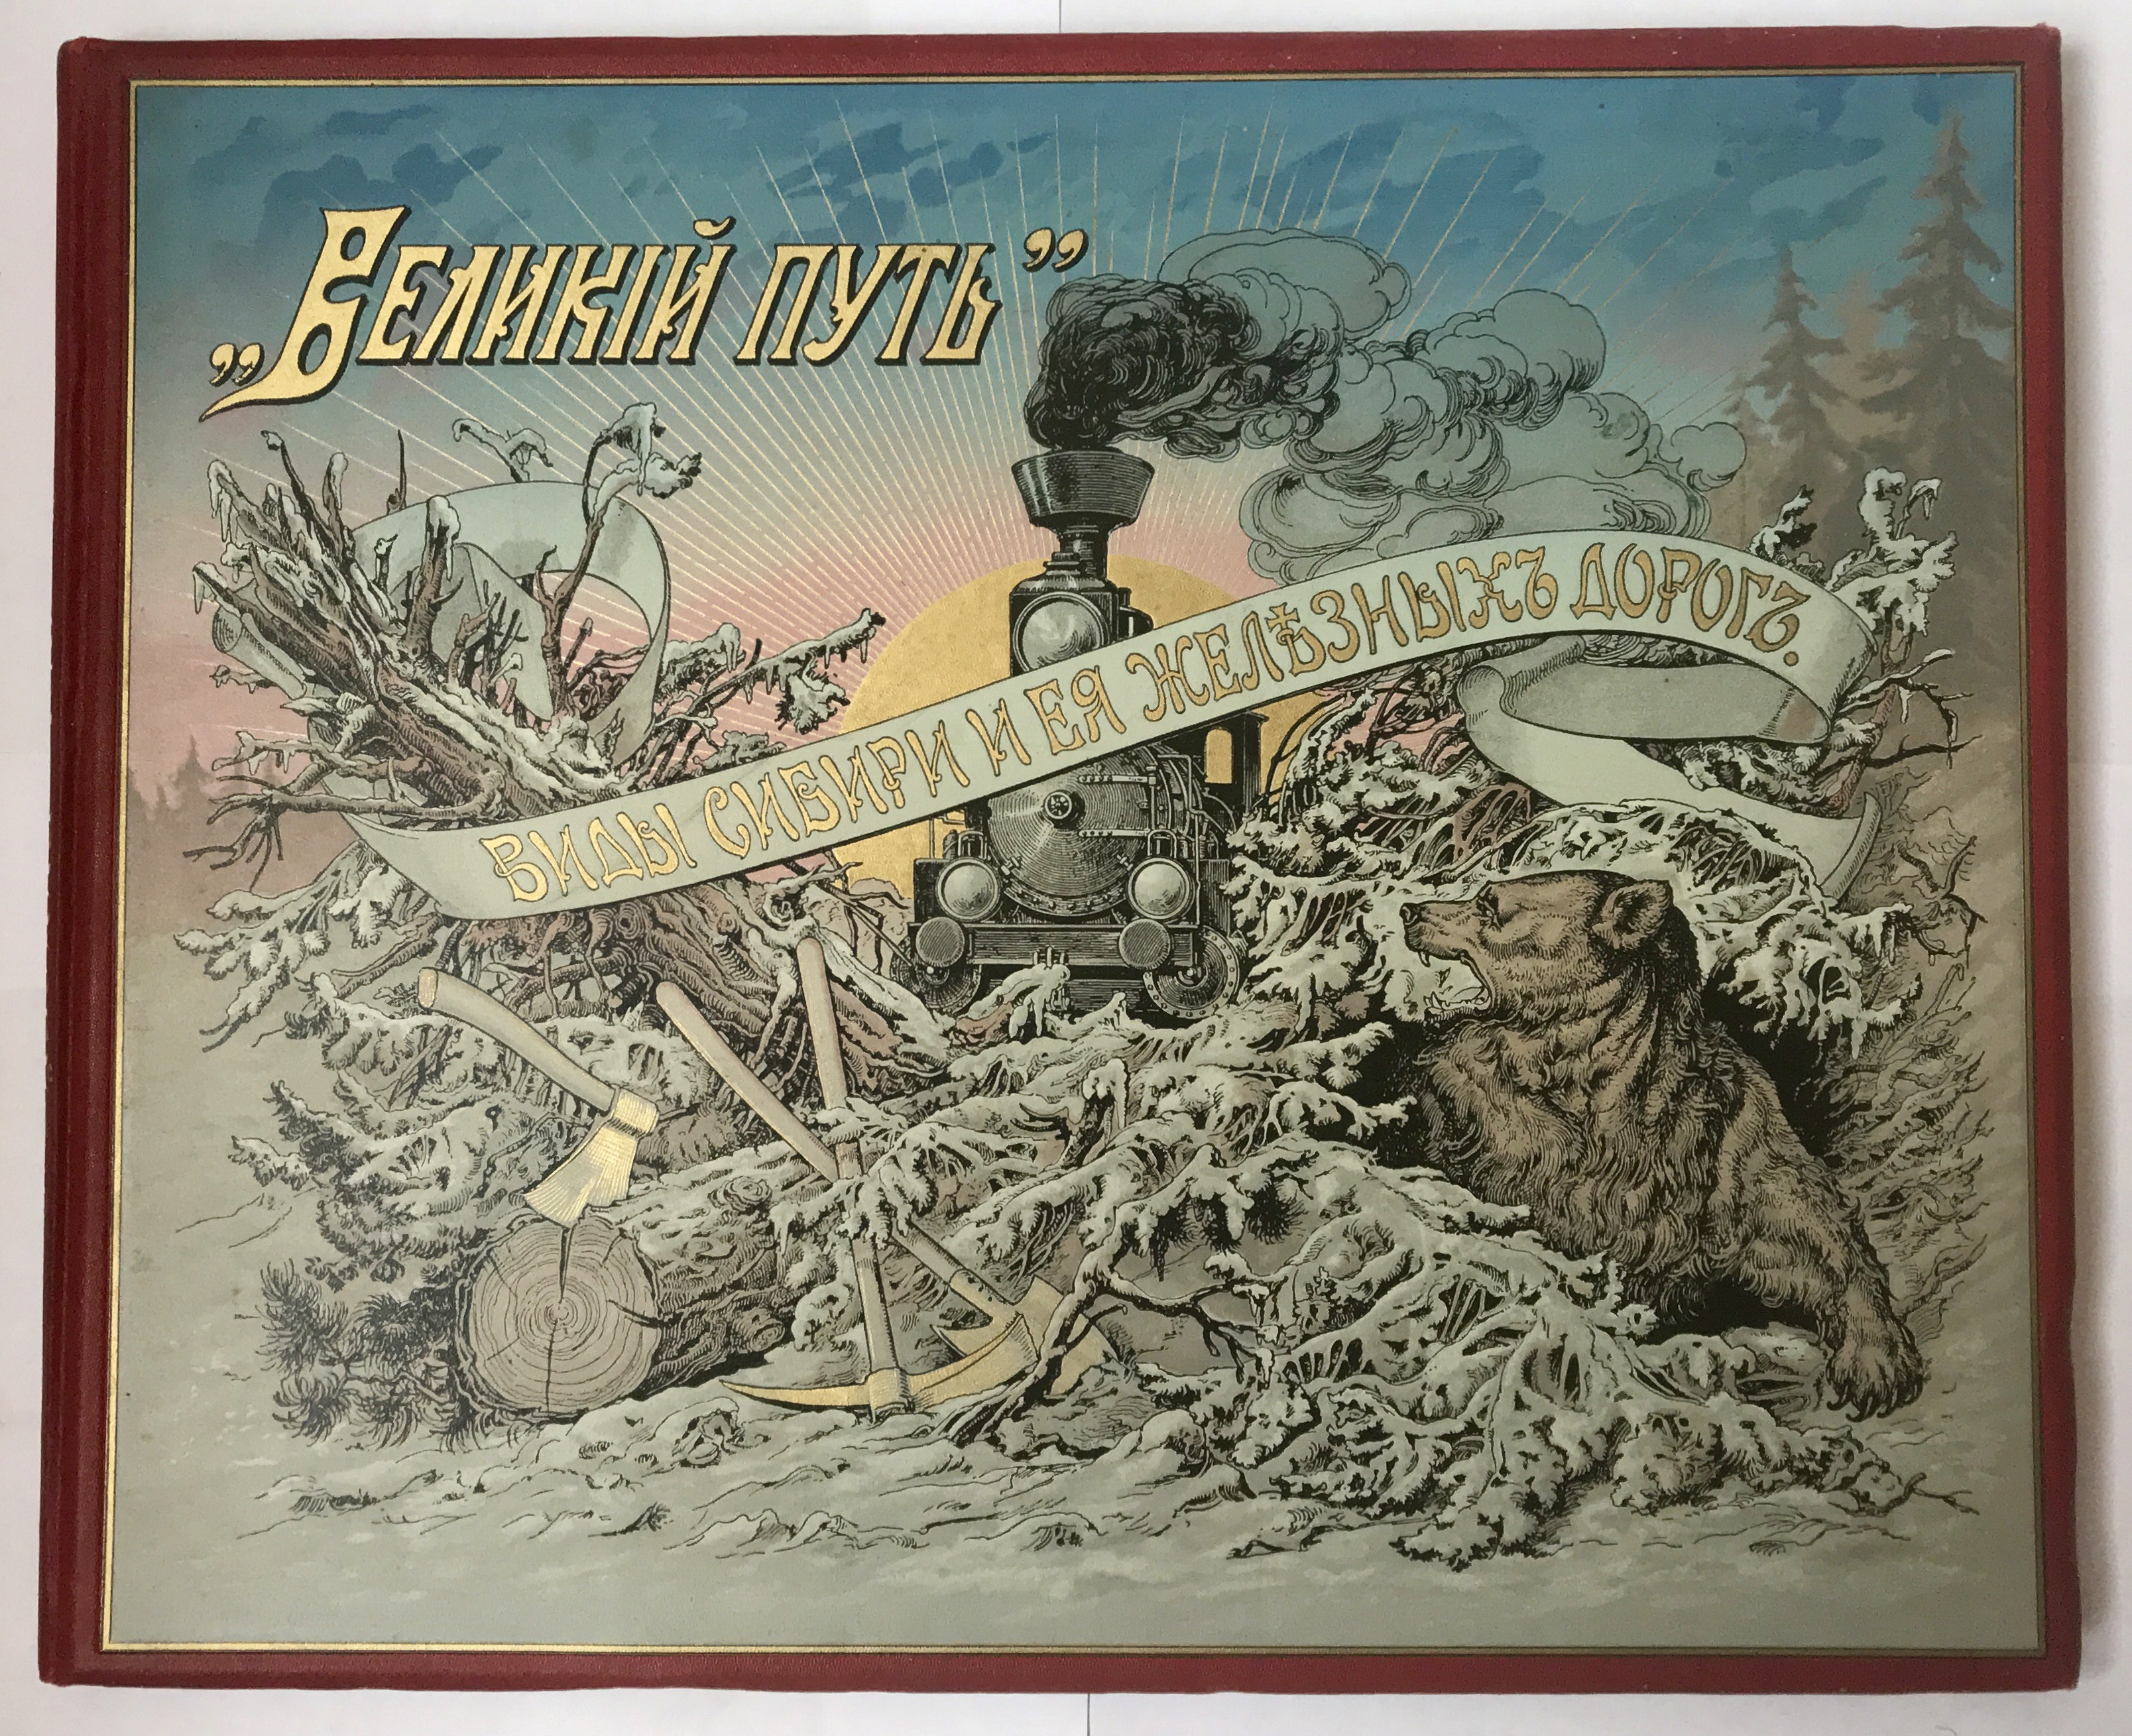 „Великій путь”
Виды Сибири и ея желѣзныхъ дорогъ.